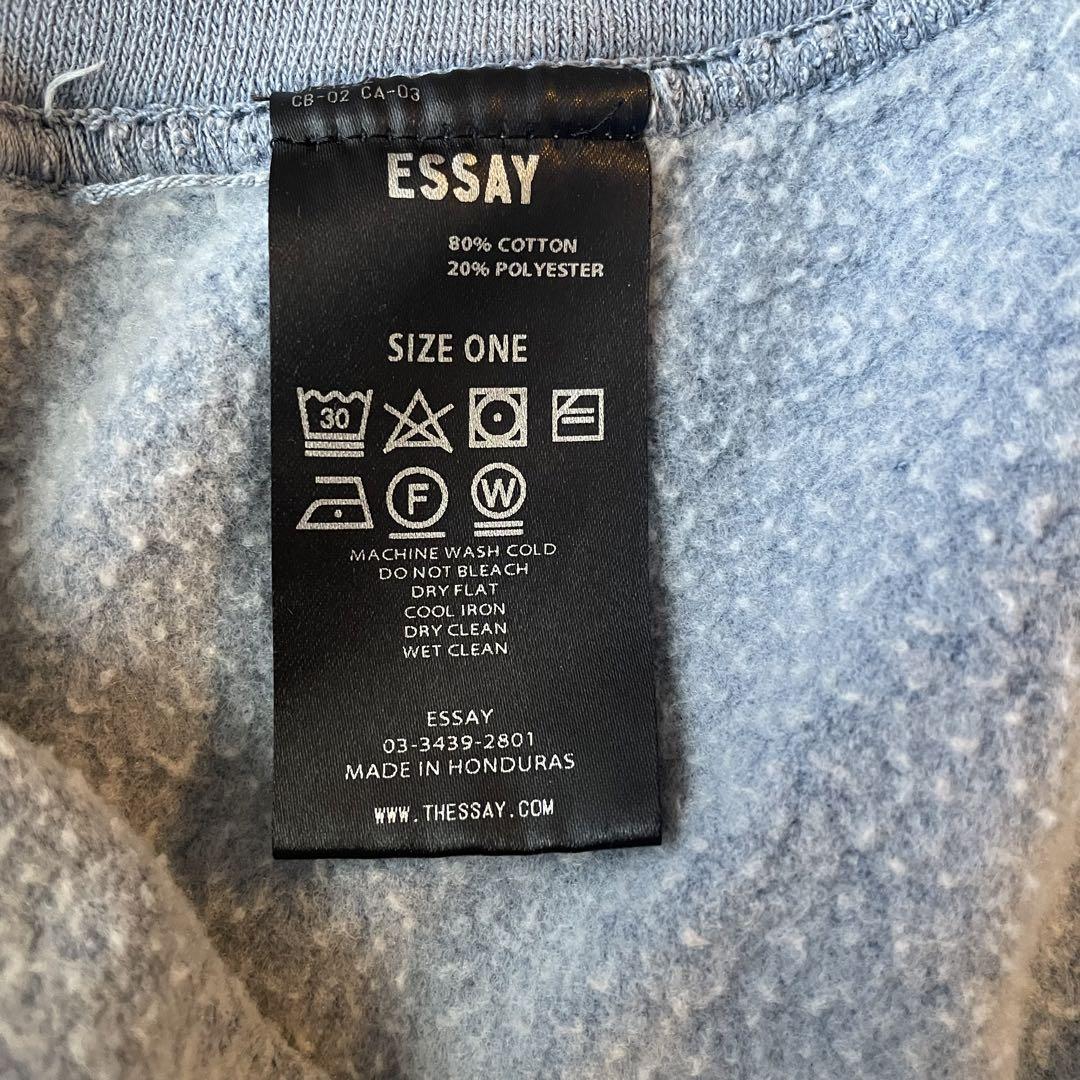 CB-02 CA-03
ESSAY
80% COTTON
20% POLYESTER
SIZE ONE
30
F W
MACHINE WASH COLD
DO NOT BLEACH
DRY FLAT
COOL IRON
DRY CLEAN
WET CLEAN
ESSAY
03-3439-2801
MADE IN HONDURAS
WWW.THESSAY.COM